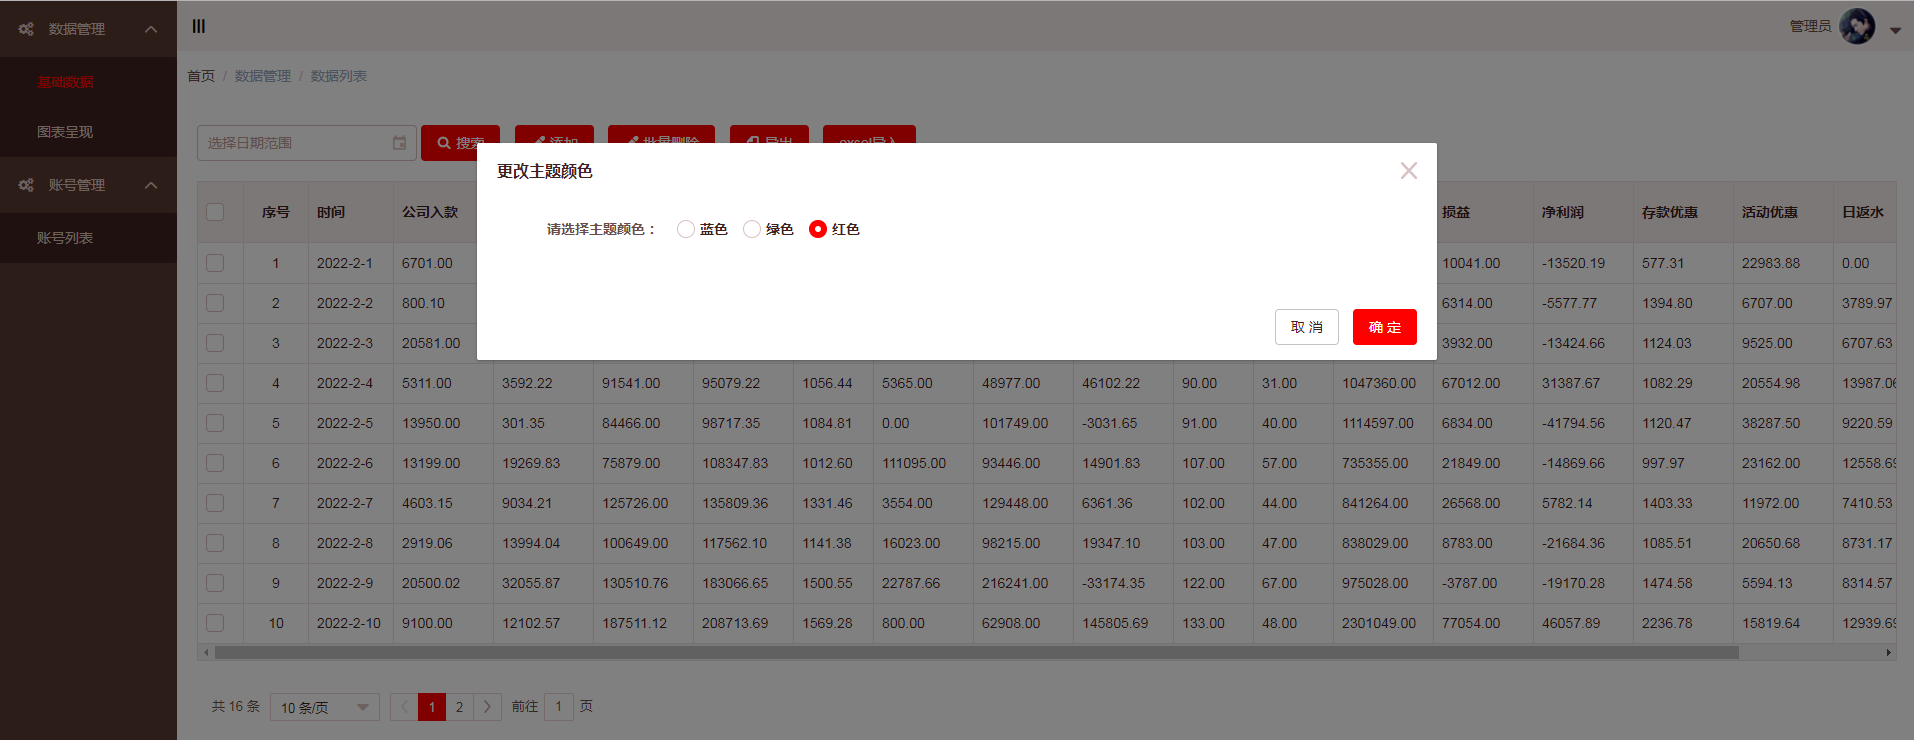 数据管理
基础数据
图表呈现
账号管理
账号列表
管理员
首页 / 数据管理 / 数据列表
选择日期范围 搜索 添加 批量删除 导出 excel导入
更改主题颜色
请选择主题颜色： 蓝色 绿色 红色
取 消 确 定
序号 时间 公司入款 损益 净利润 存款优惠 活动优惠 日返水
1 2022-2-1 6701.00 10041.00 -13520.19 577.31 22983.88 0.00
2 2022-2-2 800.10 6314.00 -5577.77 1394.80 6707.00 3789.97
3 2022-2-3 20581.00 3932.00 -13424.66 1124.03 9525.00 6707.63
4 2022-2-4 5311.00 3592.22 91541.00 95079.22 1056.44 5365.00 48977.00 46102.22 90.00 31.00 1047360.00 67012.00 31387.67 1082.29 20554.98 13987.06
5 2022-2-5 13950.00 301.35 84466.00 98717.35 1084.81 0.00 101749.00 -3031.65 91.00 40.00 1114597.00 6834.00 -41794.56 1120.47 38287.50 9220.59
6 2022-2-6 13199.00 19269.83 75879.00 108347.83 1012.60 111095.00 93446.00 14901.83 107.00 57.00 735355.00 21849.00 -14869.66 997.97 23162.00 12558.69
7 2022-2-7 4603.15 9034.21 125726.00 135809.36 1331.46 3554.00 129448.00 6361.36 102.00 44.00 841264.00 26568.00 5782.14 1403.33 11972.00 7410.53
8 2022-2-8 2919.06 13994.04 100649.00 117562.10 1141.38 16023.00 98215.00 19347.10 103.00 47.00 838029.00 8783.00 -21684.36 1085.51 20650.68 8731.17
9 2022-2-9 20500.02 32055.87 130510.76 183066.65 1500.55 22787.66 216241.00 -33174.35 122.00 67.00 975028.00 -3787.00 -19170.28 1474.58 5594.13 8314.57
10 2022-2-10 9100.00 12102.57 187511.12 208713.69 1569.28 800.00 62908.00 145805.69 133.00 48.00 2301049.00 77054.00 46057.89 2236.78 15819.64 12939.69
共 16 条 10 条/页 1 2 前往 1 页